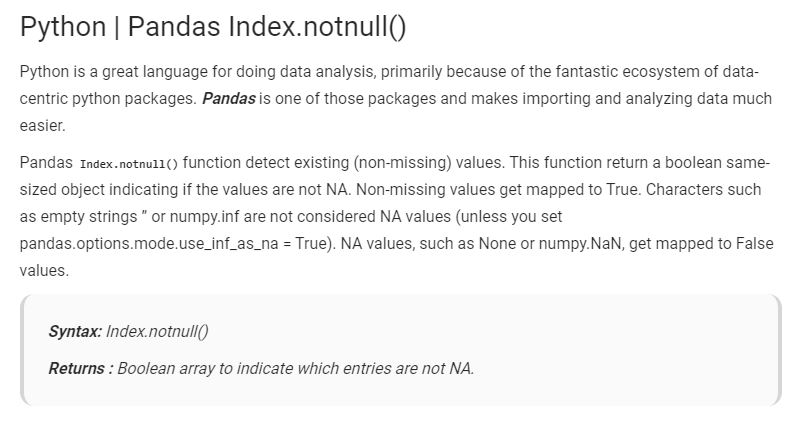 Python | Pandas Index.notnull()
Python is a great language for doing data analysis, primarily because of the fantastic ecosystem of data-
centric python packages. Pandas is one of those packages and makes importing and analyzing data much
easier.
Pandas Index.notnull() function detect existing (non-missing) values. This function return a boolean same-
sized object indicating if the values are not NA. Non-missing values get mapped to True. Characters such
as empty strings ” or numpy.inf are not considered NA values (unless you set
pandas.options.mode.use_inf_as_na = True). NA values, such as None or numpy.NaN, get mapped to False
values.
Syntax: Index.notnull()
Returns : Boolean array to indicate which entries are not NA.